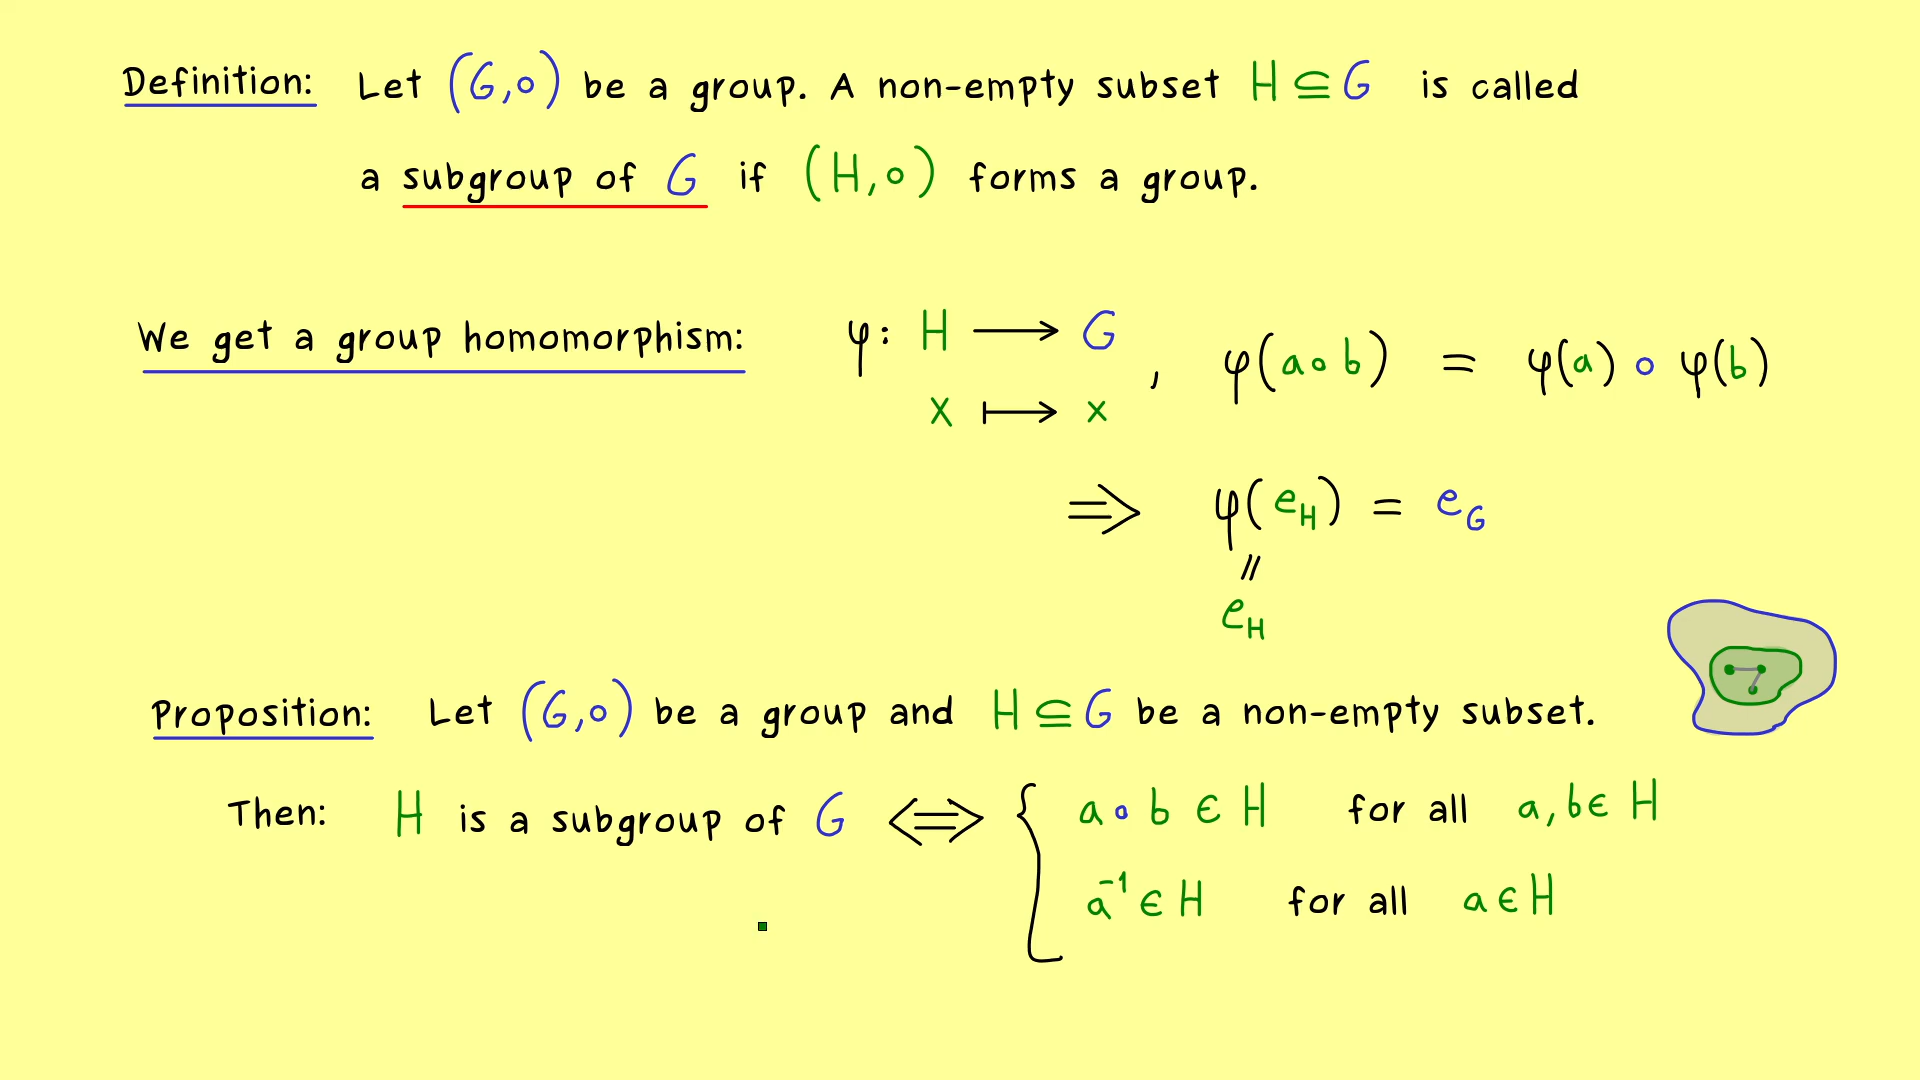 Definition: Let (G,∘) be a group. A non-empty subset H ⊆ G is called
a subgroup of G if (H,∘) forms a group.
We get a group homomorphism: φ: H ⟶ G , φ(a∘b) = φ(a) ∘ φ(b)
x ⟼ x
⟹ φ(e_H) = e_G
=
e_H
Proposition: Let (G,∘) be a group and H ⊆ G be a non-empty subset.
Then: H is a subgroup of G ⟺ { a∘b ∈ H for all a,b ∈ H
a⁻¹ ∈ H for all a ∈ H